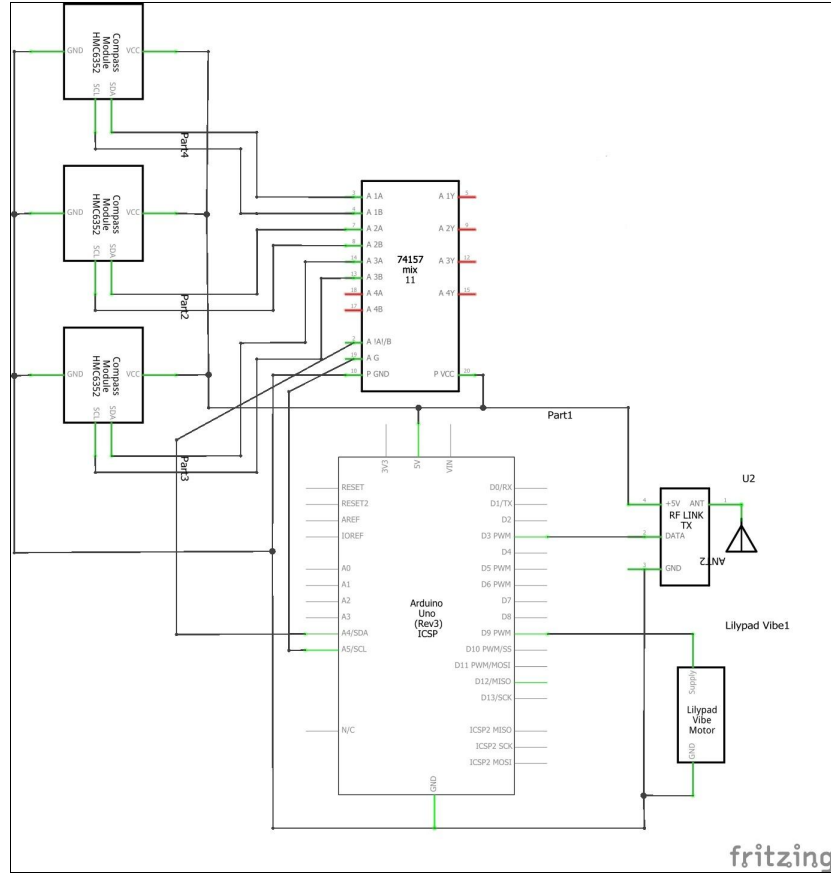 GND
Compass
Module
HMC6352
VCC
SCL
SDA
Part4
GND
Compass
Module
HMC6352
VCC
SCL
SDA
Part2
GND
Compass
Module
HMC6352
VCC
SCL
SDA
Part3
A 1A
A 1B
A 2A
A 2B
A 3A
A 3B
A 4A
A 4B
A !A!/B
A G
P GND
74157
mix
11
A 1Y
A 2Y
A 3Y
A 4Y
P VCC
20
Part1
3V3
5V
VIN
RESET
RESET2
AREF
IOREF
A0
A1
A2
A3
A4/SDA
A5/SCL
N/C
Arduino
Uno
(Rev3)
ICSP
D0/RX
D1/TX
D2
D3 PWM
D4
D5 PWM
D6 PWM
D7
D8
D9 PWM
D10 PWM/SS
D11 PWM/MOSI
D12/MISO
D13/SCK
ICSP2 MISO
ICSP2 SCK
ICSP2 MOSI
GND
U2
4 +5V ANT 1
RF LINK
TX
DATA
GND
ANT2
Lilypad Vibe1
Supply
Lilypad
Vibe
Motor
GND
fritzing